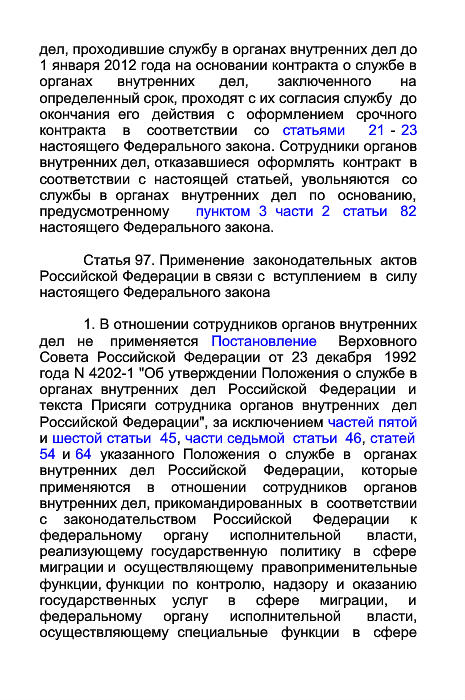 дел, проходившие службу в органах внутренних дел до
1 января 2012 года на основании контракта о службе в
органах внутренних дел, заключенного на
определенный срок, проходят с их согласия службу до
окончания его действия с оформлением срочного
контракта в соответствии со статьями 21 - 23
настоящего Федерального закона. Сотрудники органов
внутренних дел, отказавшиеся оформлять контракт в
соответствии с настоящей статьей, увольняются со
службы в органах внутренних дел по основанию,
предусмотренному пунктом 3 части 2 статьи 82
настоящего Федерального закона.
Статья 97. Применение законодательных актов
Российской Федерации в связи с вступлением в силу
настоящего Федерального закона
1. В отношении сотрудников органов внутренних
дел не применяется Постановление Верховного
Совета Российской Федерации от 23 декабря 1992
года N 4202-1 "Об утверждении Положения о службе в
органах внутренних дел Российской Федерации и
текста Присяги сотрудника органов внутренних дел
Российской Федерации", за исключением частей пятой
и шестой статьи 45, части седьмой статьи 46, статей
54 и 64 указанного Положения о службе в органах
внутренних дел Российской Федерации, которые
применяются в отношении сотрудников органов
внутренних дел, прикомандированных в соответствии
с законодательством Российской Федерации к
федеральному органу исполнительной власти,
реализующему государственную политику в сфере
миграции и осуществляющему правоприменительные
функции, функции по контролю, надзору и оказанию
государственных услуг в сфере миграции, и
федеральному органу исполнительной власти,
осуществляющему специальные функции в сфере